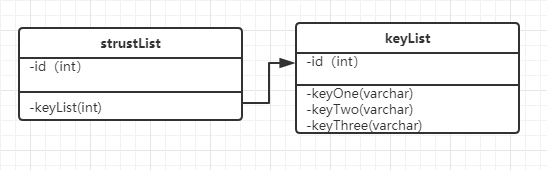 strustList
-id（int）
-keyList(int)
keyList
-id（int）
-keyOne(varchar)
-keyTwo(varchar)
-keyThree(varchar)